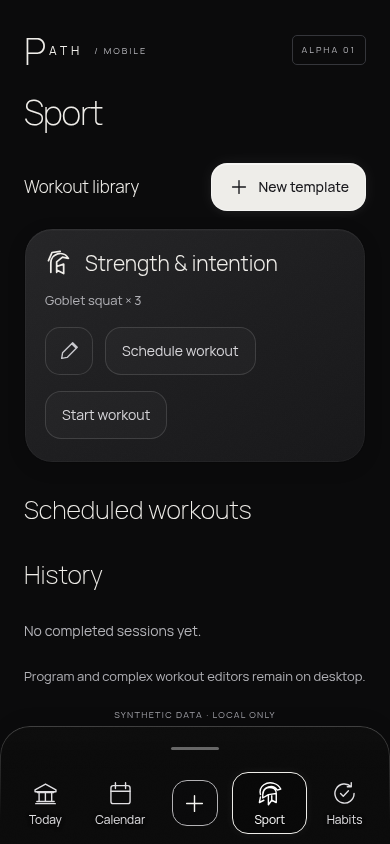 PATH / MOBILE
ALPHA 01
Sport
Workout library
New template
Strength & intention
Goblet squat × 3
Schedule workout
Start workout
Scheduled workouts
History
No completed sessions yet.
Program and complex workout editors remain on desktop.
SYNTHETIC DATA · LOCAL ONLY
Today
Calendar
Sport
Habits